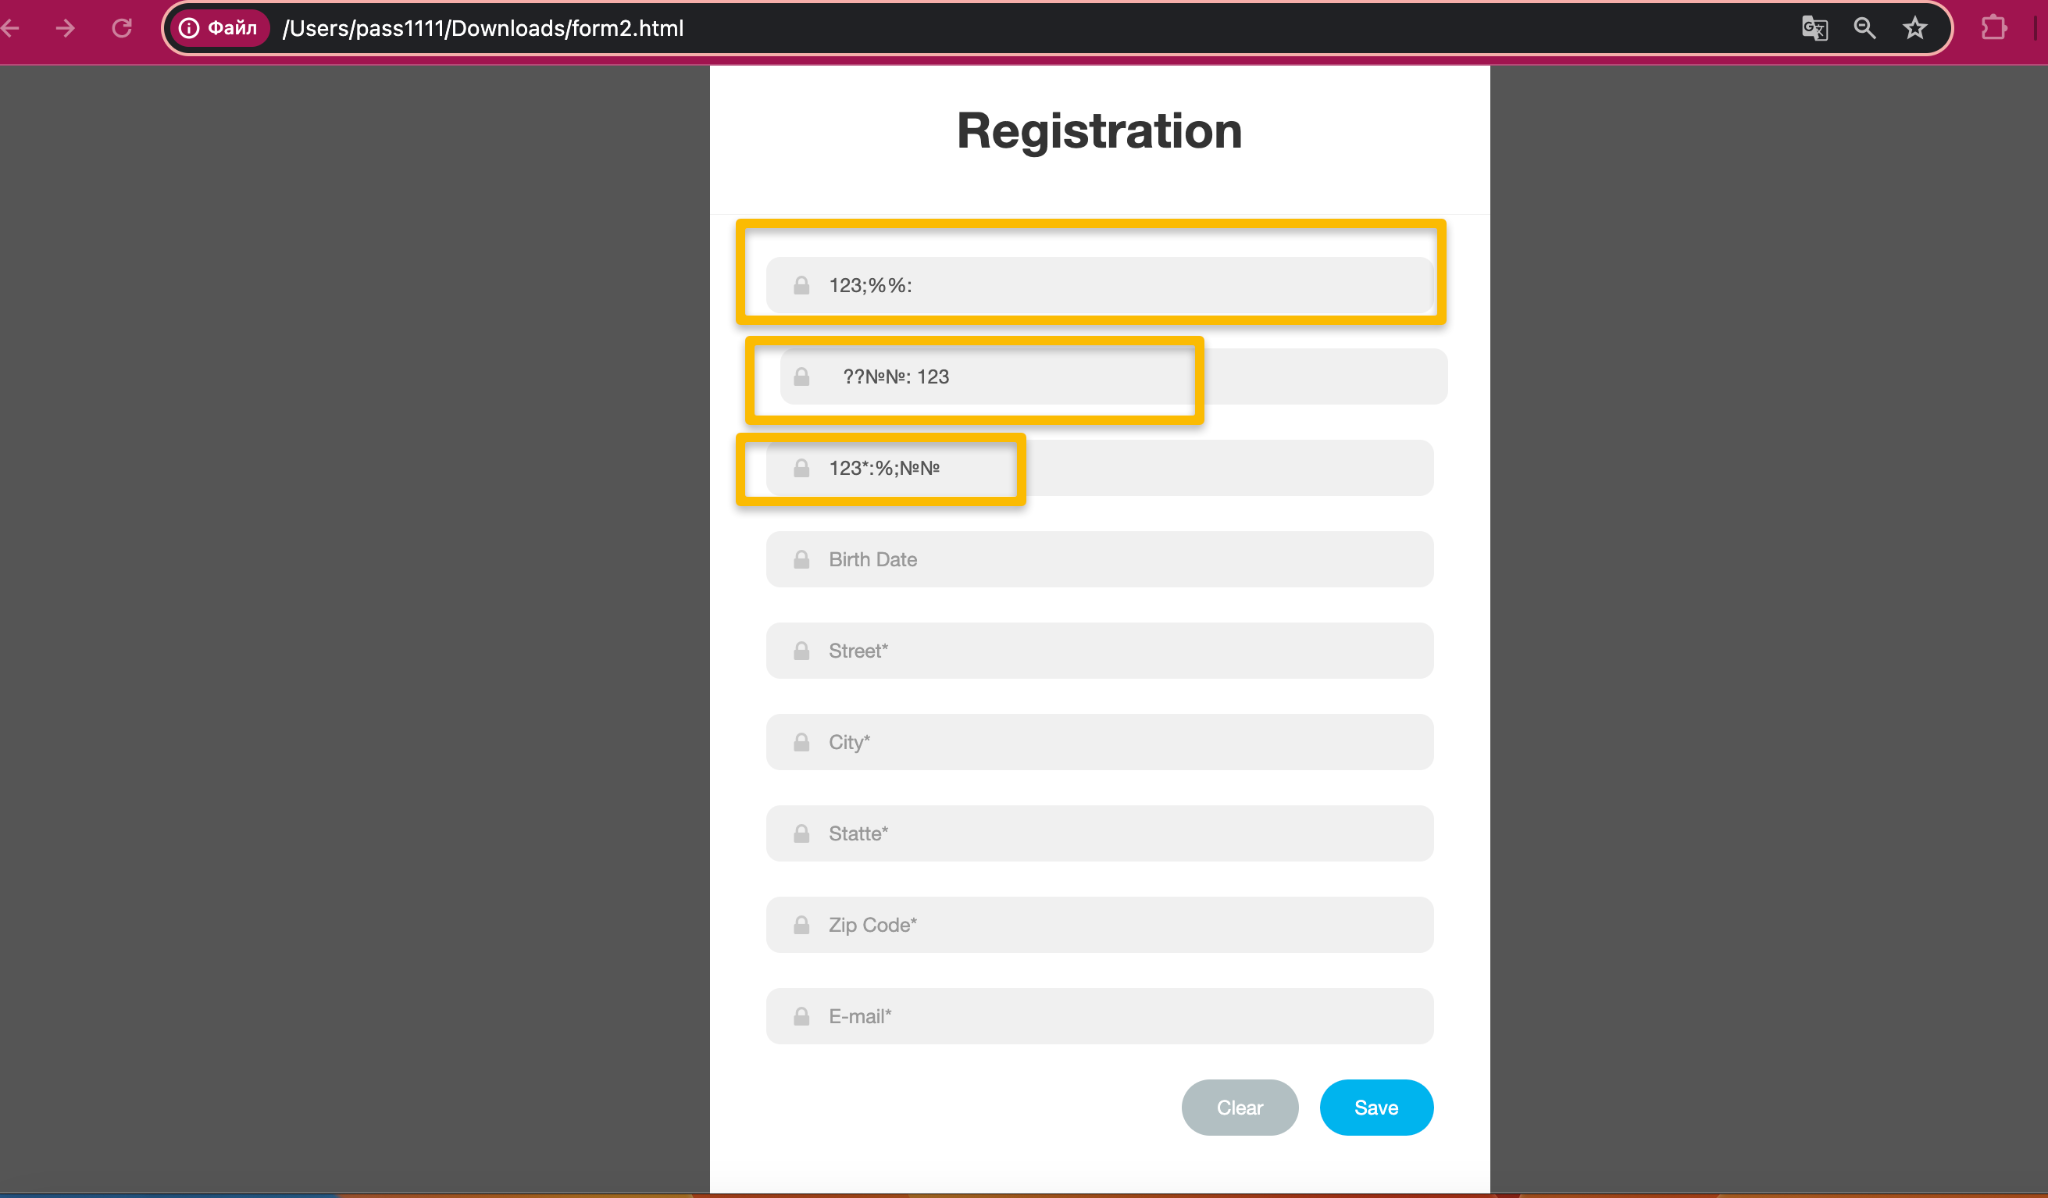 Файл /Users/pass1111/Downloads/form2.html
Registration
123;%%:
??№№: 123
123*:%;№№
Birth Date
Street*
City*
Statte*
Zip Code*
E-mail*
Clear Save